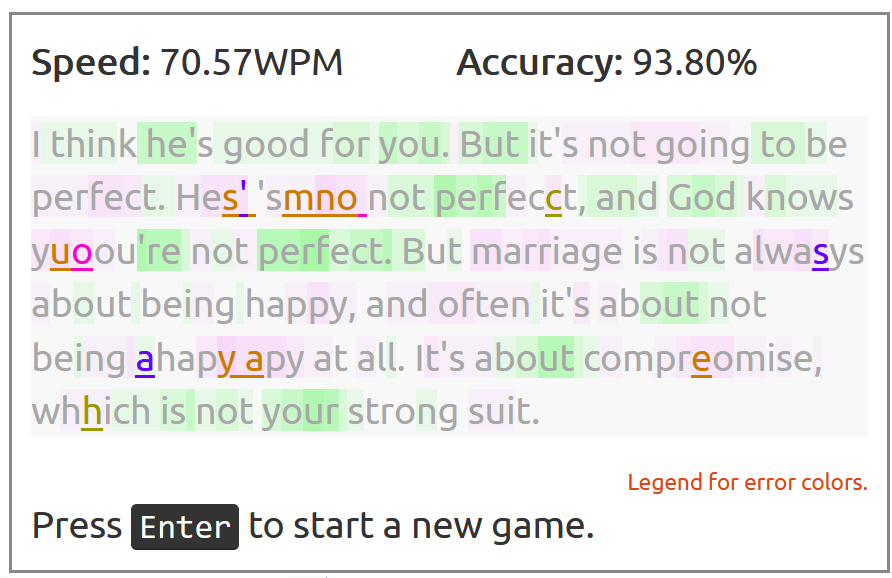 Speed: 70.57WPM Accuracy: 93.80%
I think he's good for you. But it's not going to be
perfect. Hes' 'smno not perfecct, and God knows
yuoou're not perfect. But marriage is not alwasys
about being happy, and often it's about not
being ahapy apy at all. It's about compreomise,
whhich is not your strong suit.
Legend for error colors.
Press Enter to start a new game.